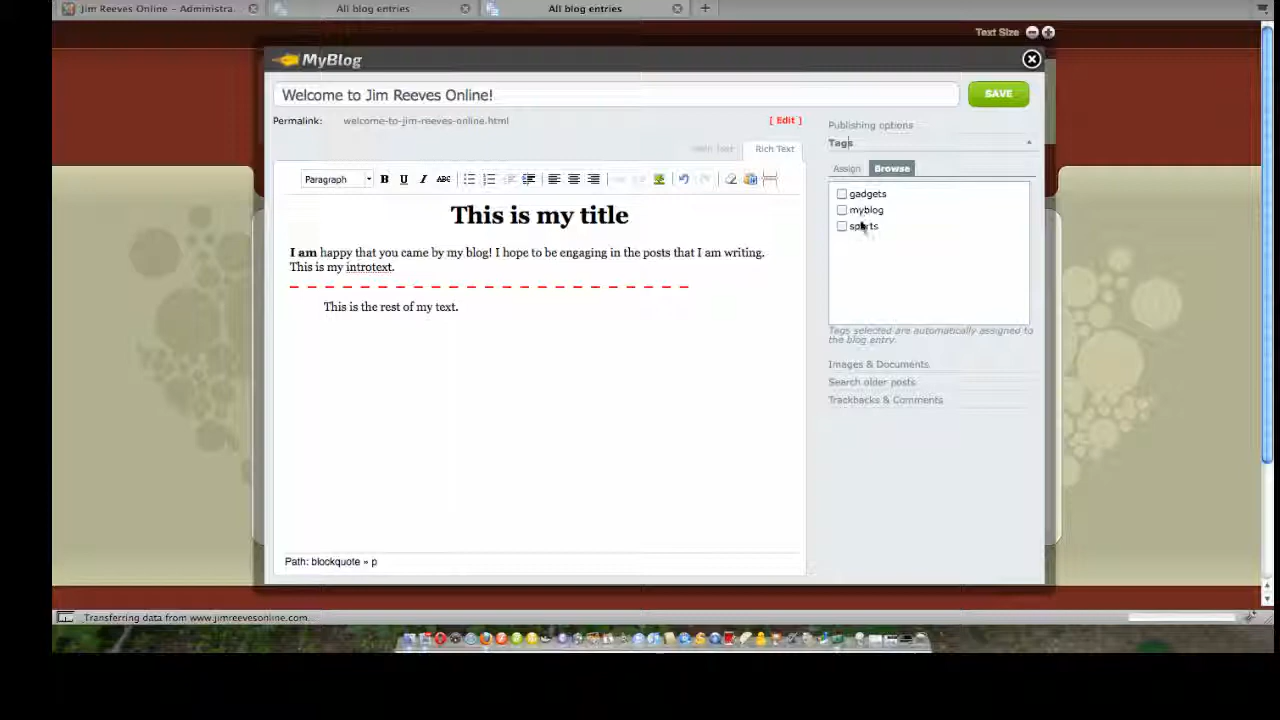 Jim Reeves Online – Administra...
All blog entries
All blog entries
Text Size
MyBlog
Welcome to Jim Reeves Online!
SAVE
Permalink: welcome-to-jim-reeves-online.html [ Edit ]
Publishing options
Tags
Rich Text
Assign Browse
Paragraph B U I ABC
gadgets
myblog
sports
This is my title
I am happy that you came by my blog! I hope to be engaging in the posts that I am writing.
This is my introtext.
This is the rest of my text.
Tags selected are automatically assigned to
the blog entry.
Images & Documents
Search older posts
Trackbacks & Comments
Path: blockquote » p
Transferring data from www.jimreevesonline.com...